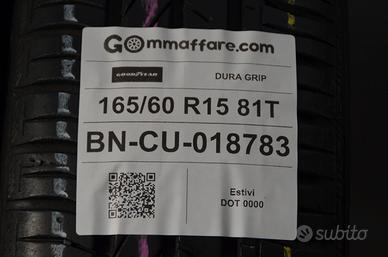 GOmmaffare.com
GOODYEAR
DURA GRIP
165/60 R15 81T
BN-CU-018783
Estivi
DOT 0000
subito